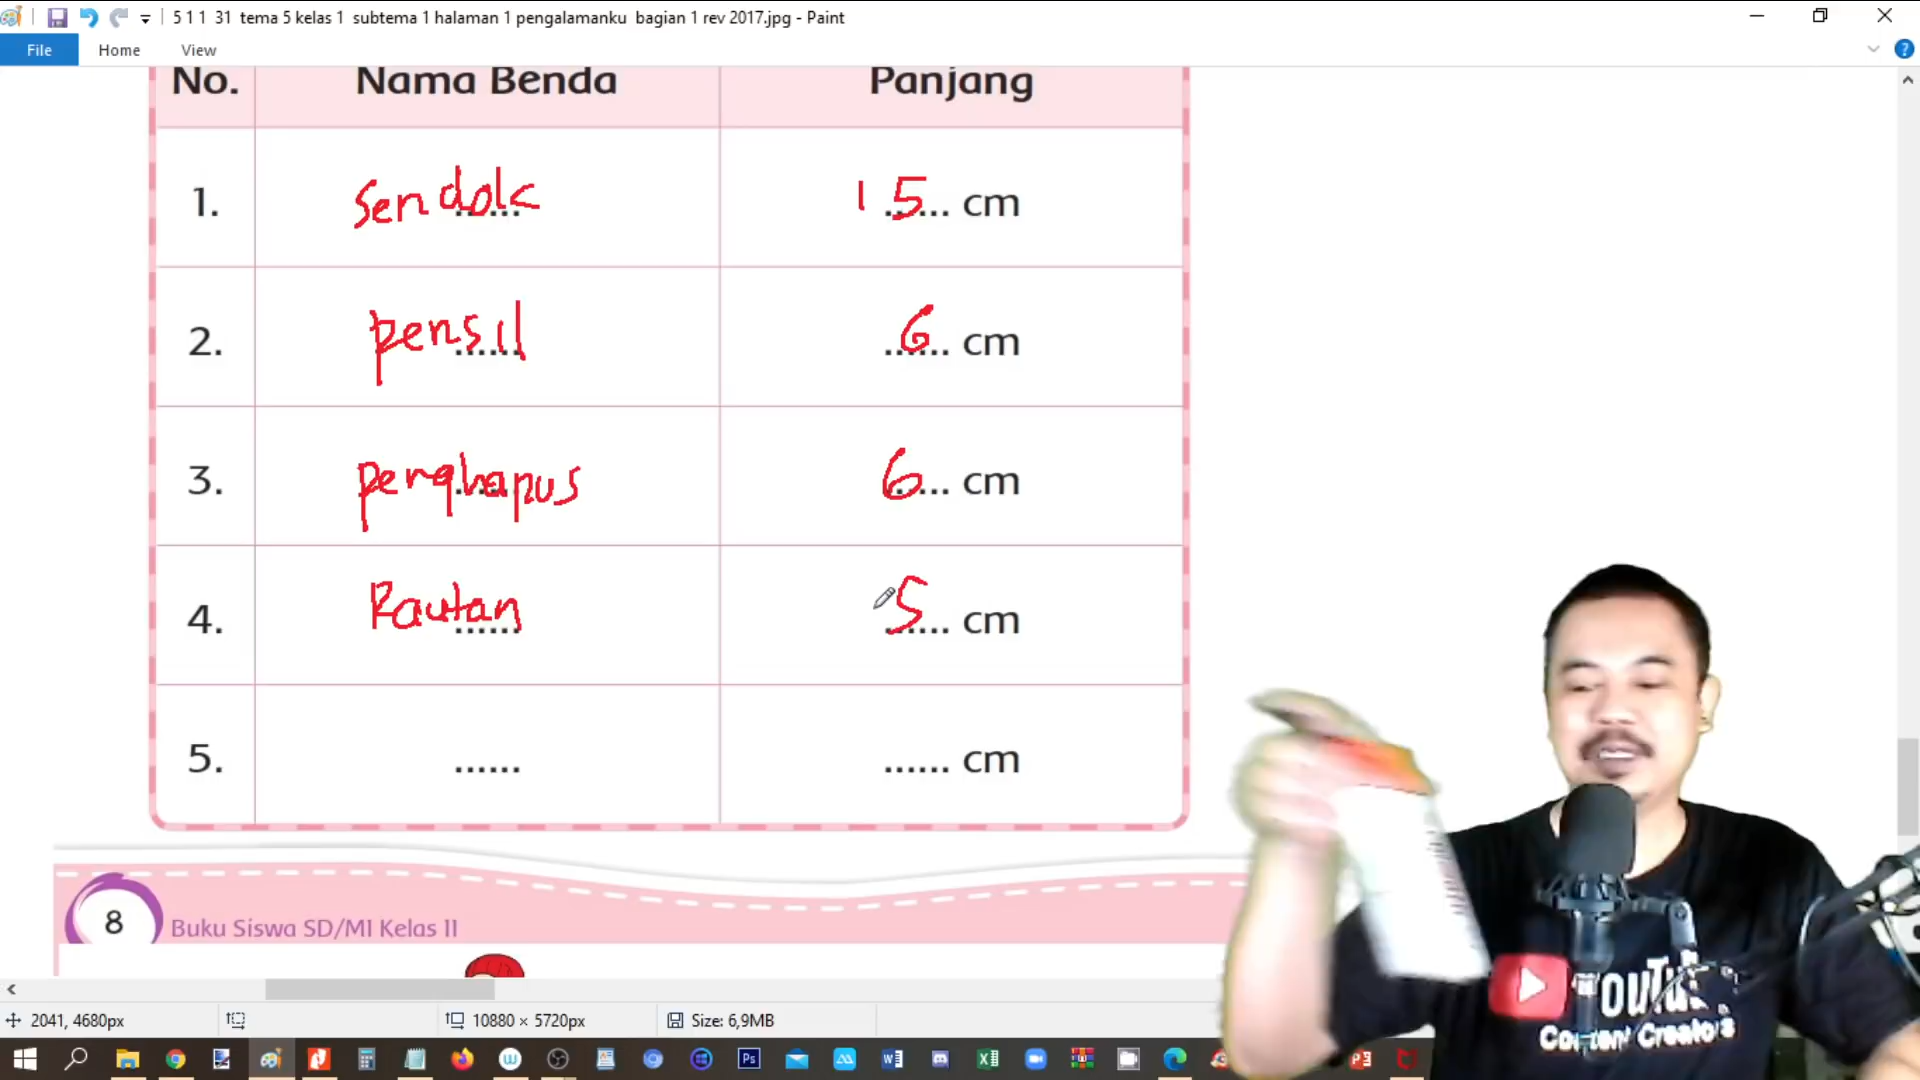 5 1 1 31 tema 5 kelas 1 subtema 1 halaman 1 pengalamanku bagian 1 rev 2017.jpg - Paint
File Home View
No. Nama Benda Panjang
1. Sendok ...... 15 ...... cm
2. pensil ...... 6 ...... cm
3. penghapus ...... 6 ...... cm
4. Rautan ...... 5 ...... cm
5. ...... ...... cm
8 Buku Siswa SD/MI Kelas II
YouTube
Content Creators
2041, 4680px 10880 × 5720px Size: 6,9MB